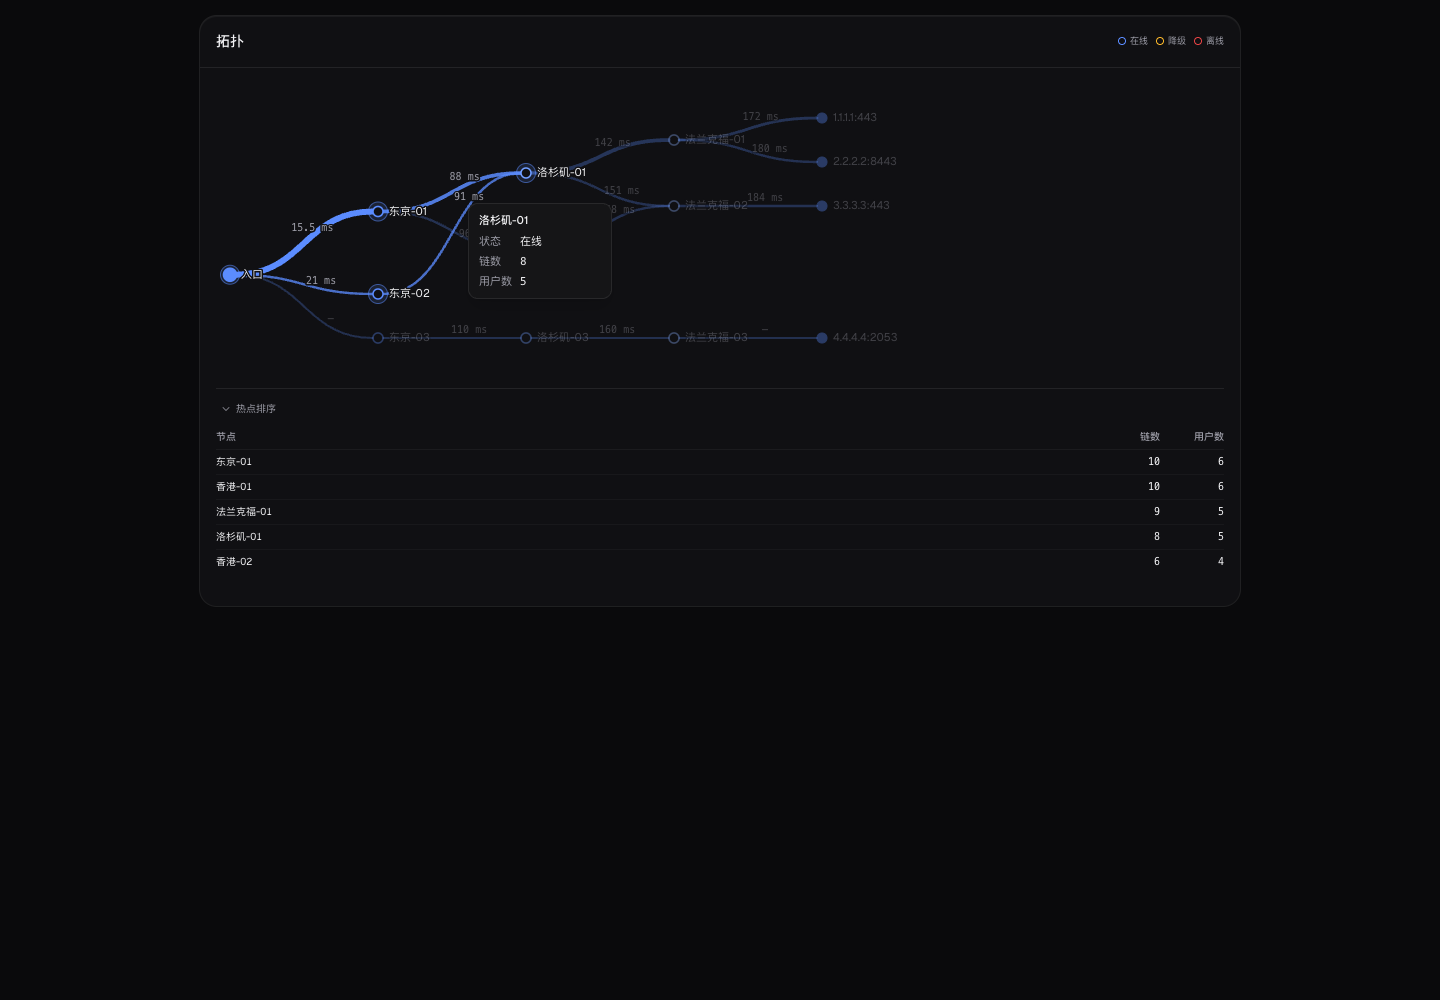 拓扑
在线 降级 离线
172 ms
1.1.1.1:443
142 ms
法兰克福-01
180 ms
2.2.2.2:8443
88 ms
洛杉矶-01
91 ms
151 ms
184 ms
法兰克福-02
3.3.3.3:443
15.5 ms
东京-01
洛杉矶-01
状态 在线
链数 8
用户数 5
入口
21 ms
东京-02
—
110 ms
160 ms
—
东京-03
洛杉矶-03
法兰克福-03
4.4.4.4:2053
热点排序
节点 链数 用户数
东京-01 10 6
香港-01 10 6
法兰克福-01 9 5
洛杉矶-01 8 5
香港-02 6 4